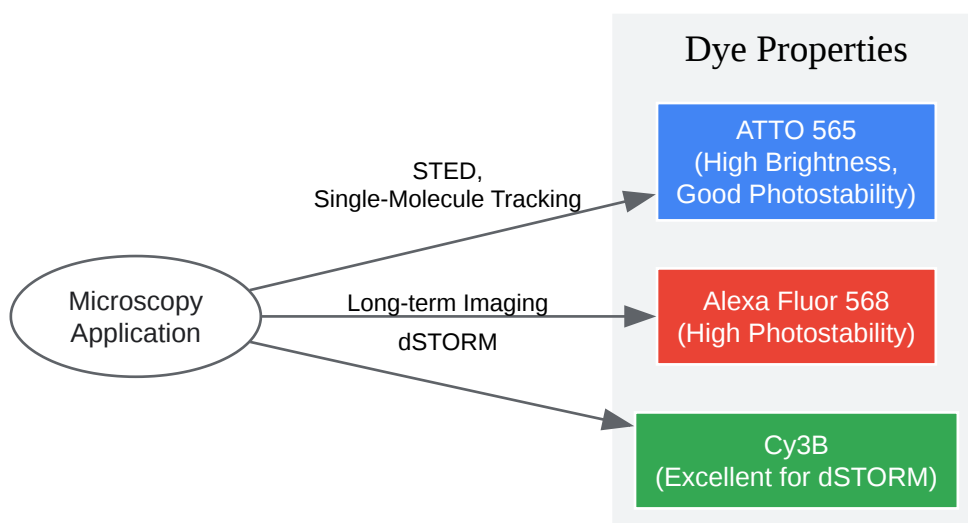 Dye Properties
ATTO 565
(High Brightness,
Good Photostability)
STED,
Single-Molecule Tracking
Microscopy
Application
Long-term Imaging
Alexa Fluor 568
(High Photostability)
dSTORM
Cy3B
(Excellent for dSTORM)